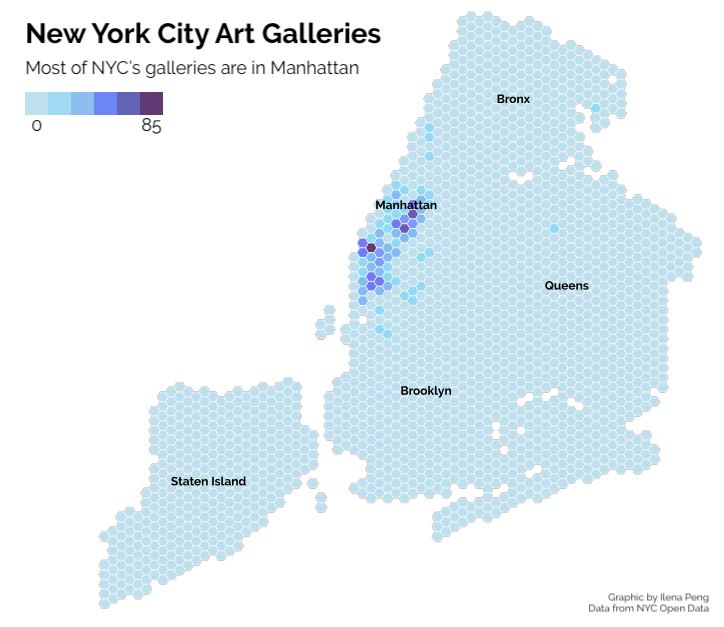 New York City Art Galleries
Most of NYC's galleries are in Manhattan
0 85
Bronx
Manhattan
Queens
Brooklyn
Staten Island
Graphic by Ilena Peng
Data from NYC Open Data